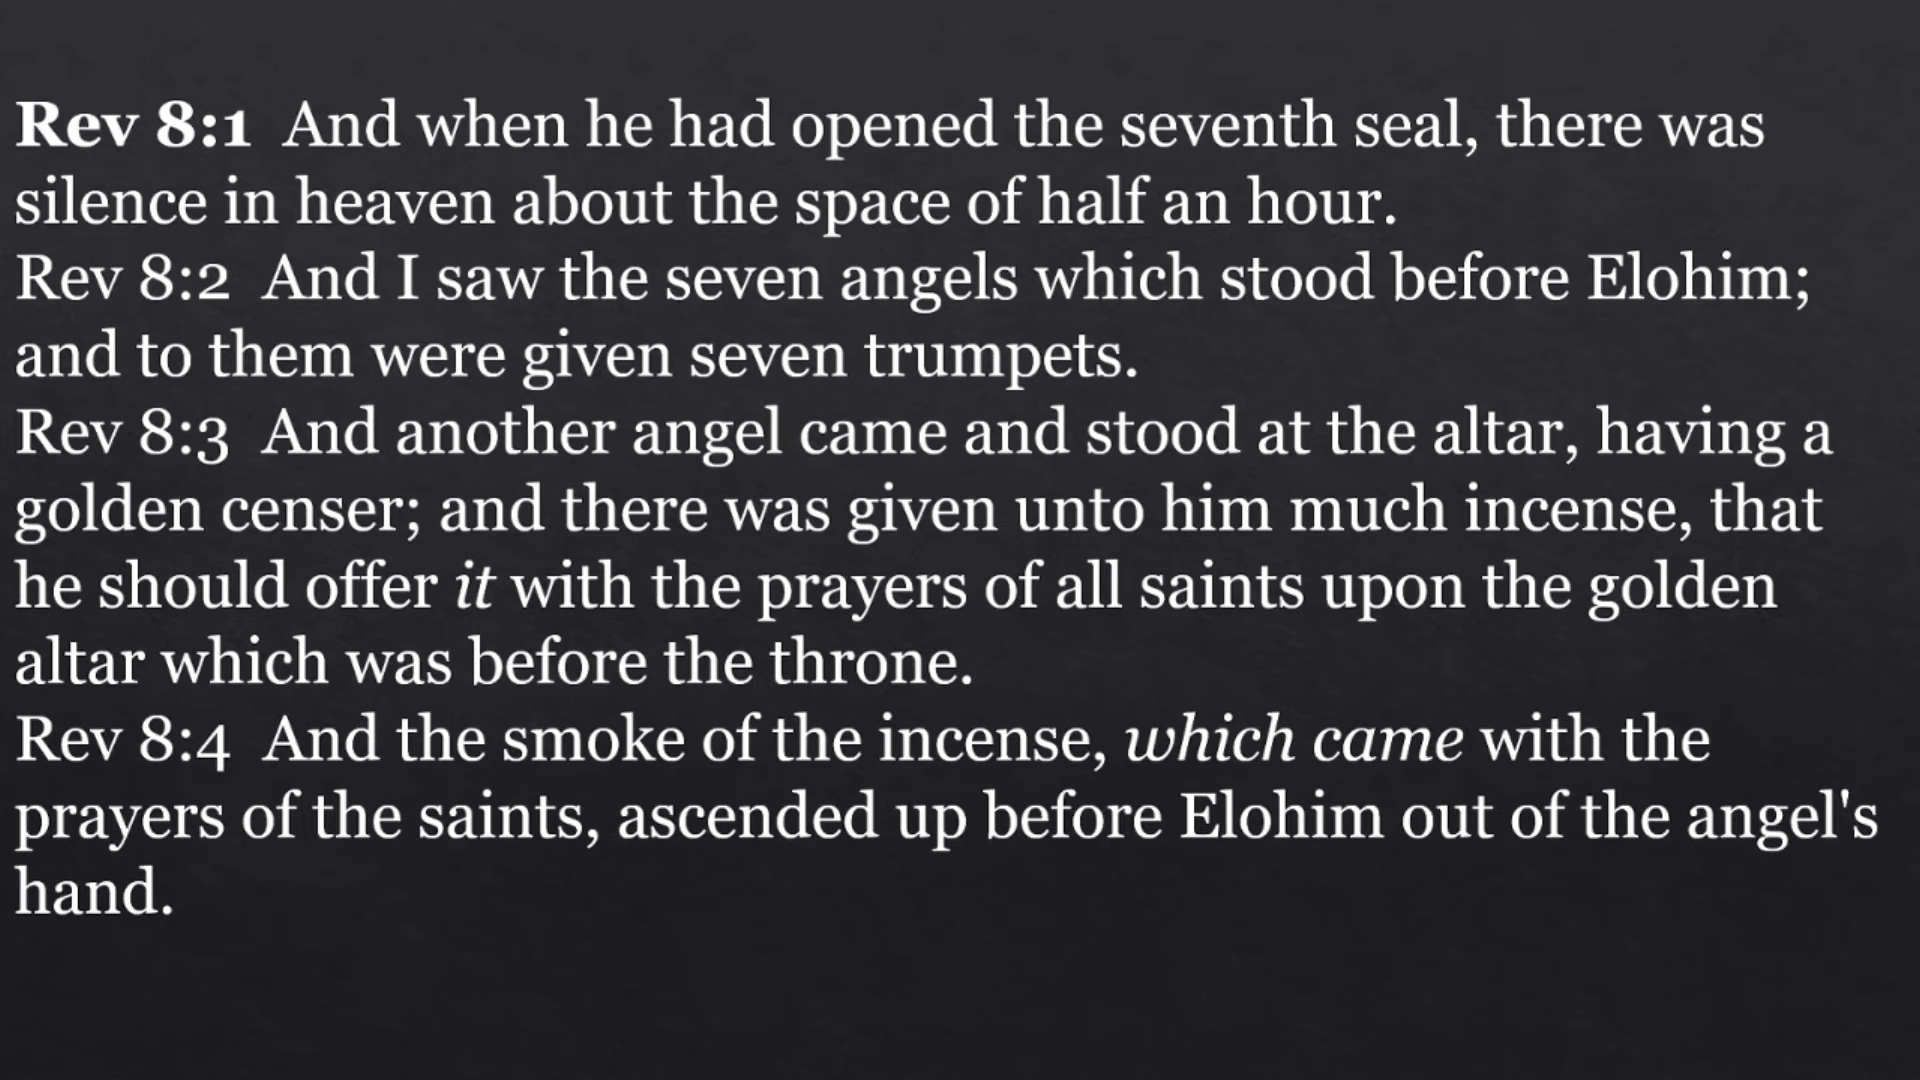 Rev 8:1  And when he had opened the seventh seal, there was
silence in heaven about the space of half an hour.
Rev 8:2  And I saw the seven angels which stood before Elohim;
and to them were given seven trumpets.
Rev 8:3  And another angel came and stood at the altar, having a
golden censer; and there was given unto him much incense, that
he should offer it with the prayers of all saints upon the golden
altar which was before the throne.
Rev 8:4  And the smoke of the incense, which came with the
prayers of the saints, ascended up before Elohim out of the angel's
hand.